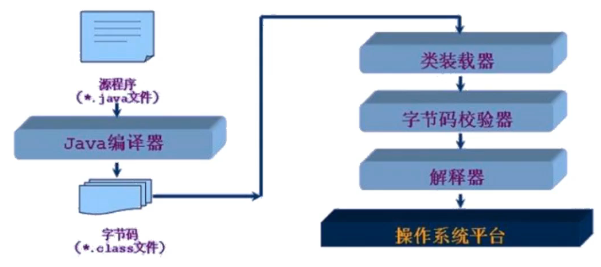 源程序
(*.java文件)
Java编译器
字节码
(*.class文件)
类装载器
字节码校验器
解释器
操作系统平台